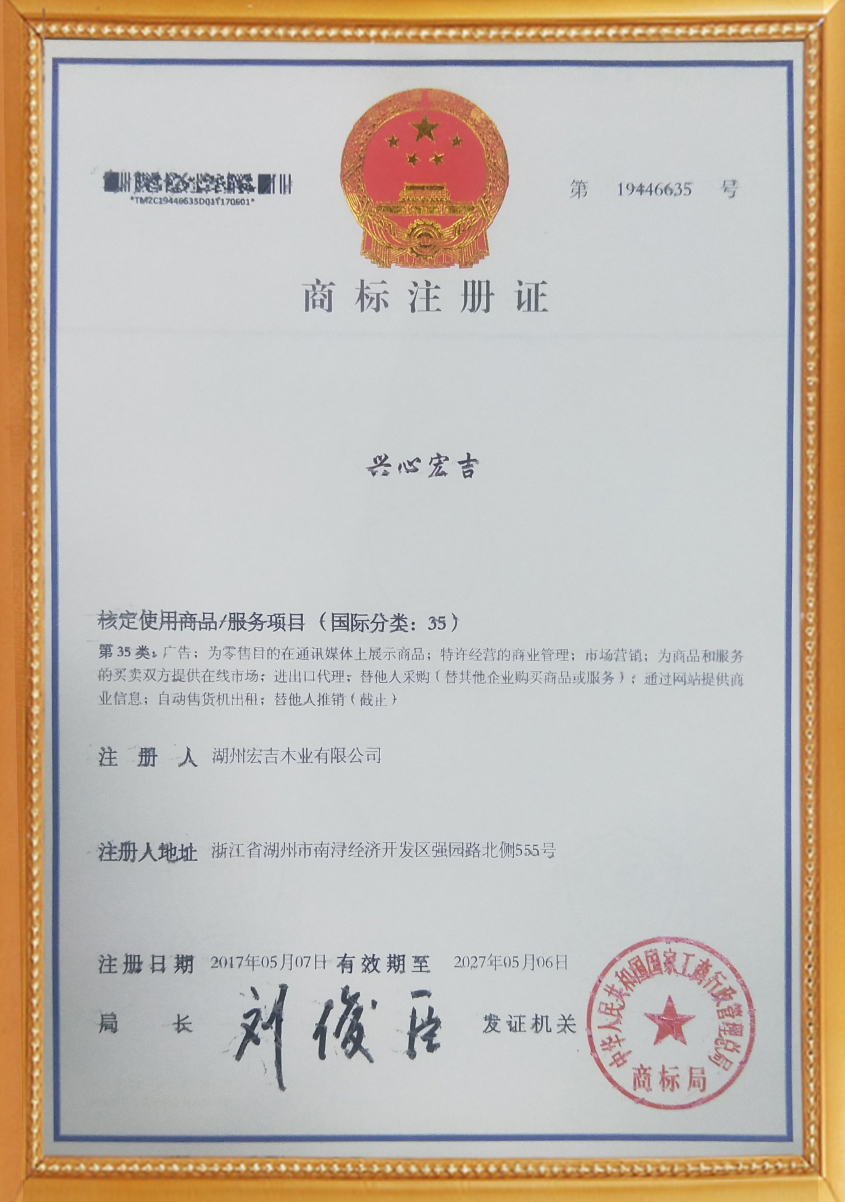 *TMZC19446635D031170601*
第 19446635 号
商标注册证
兴心宏吉
核定使用商品/服务项目（国际分类：35）
第35类：广告；为零售目的在通讯媒体上展示商品；特许经营的商业管理；市场营销；为商品和服务
的买卖双方提供在线市场；进出口代理；替他人采购（替其他企业购买商品或服务）；通过网站提供商
业信息；自动售货机出租；替他人推销（截止）
注册人 湖州宏吉木业有限公司
注册人地址 浙江省湖州市南浔经济开发区强园路北侧555号
注册日期 2017年05月07日 有效期至 2027年05月06日
局长 刘俊臣 发证机关
中华人民共和国国家工商行政管理总局
商标局